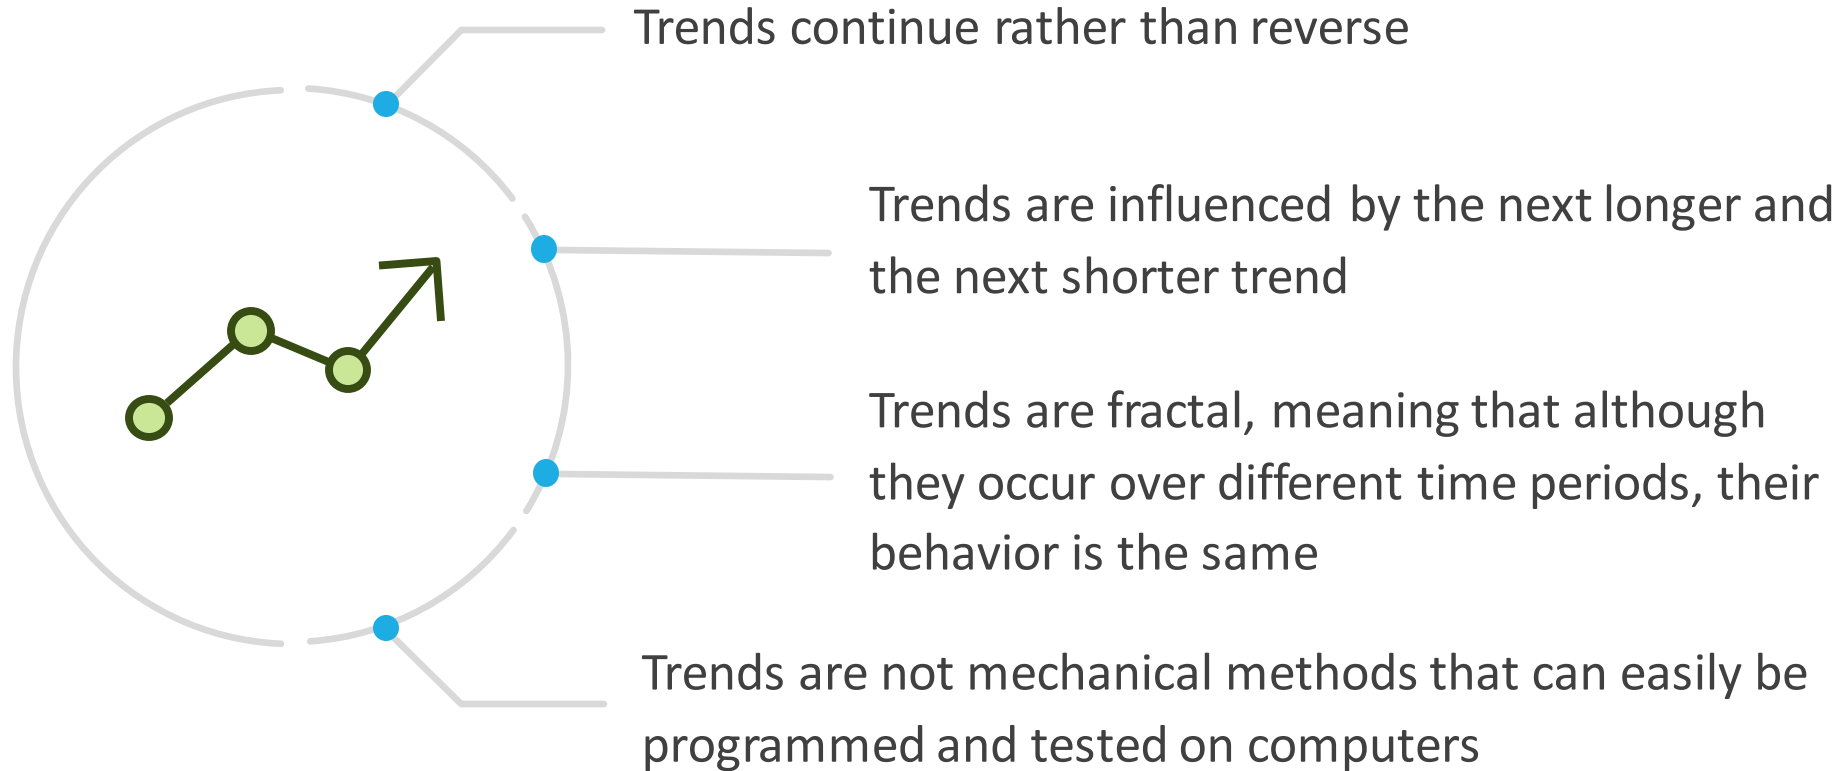 Trends continue rather than reverse
Trends are influenced by the next longer and
the next shorter trend
Trends are fractal, meaning that although
they occur over different time periods, their
behavior is the same
Trends are not mechanical methods that can easily be
programmed and tested on computers